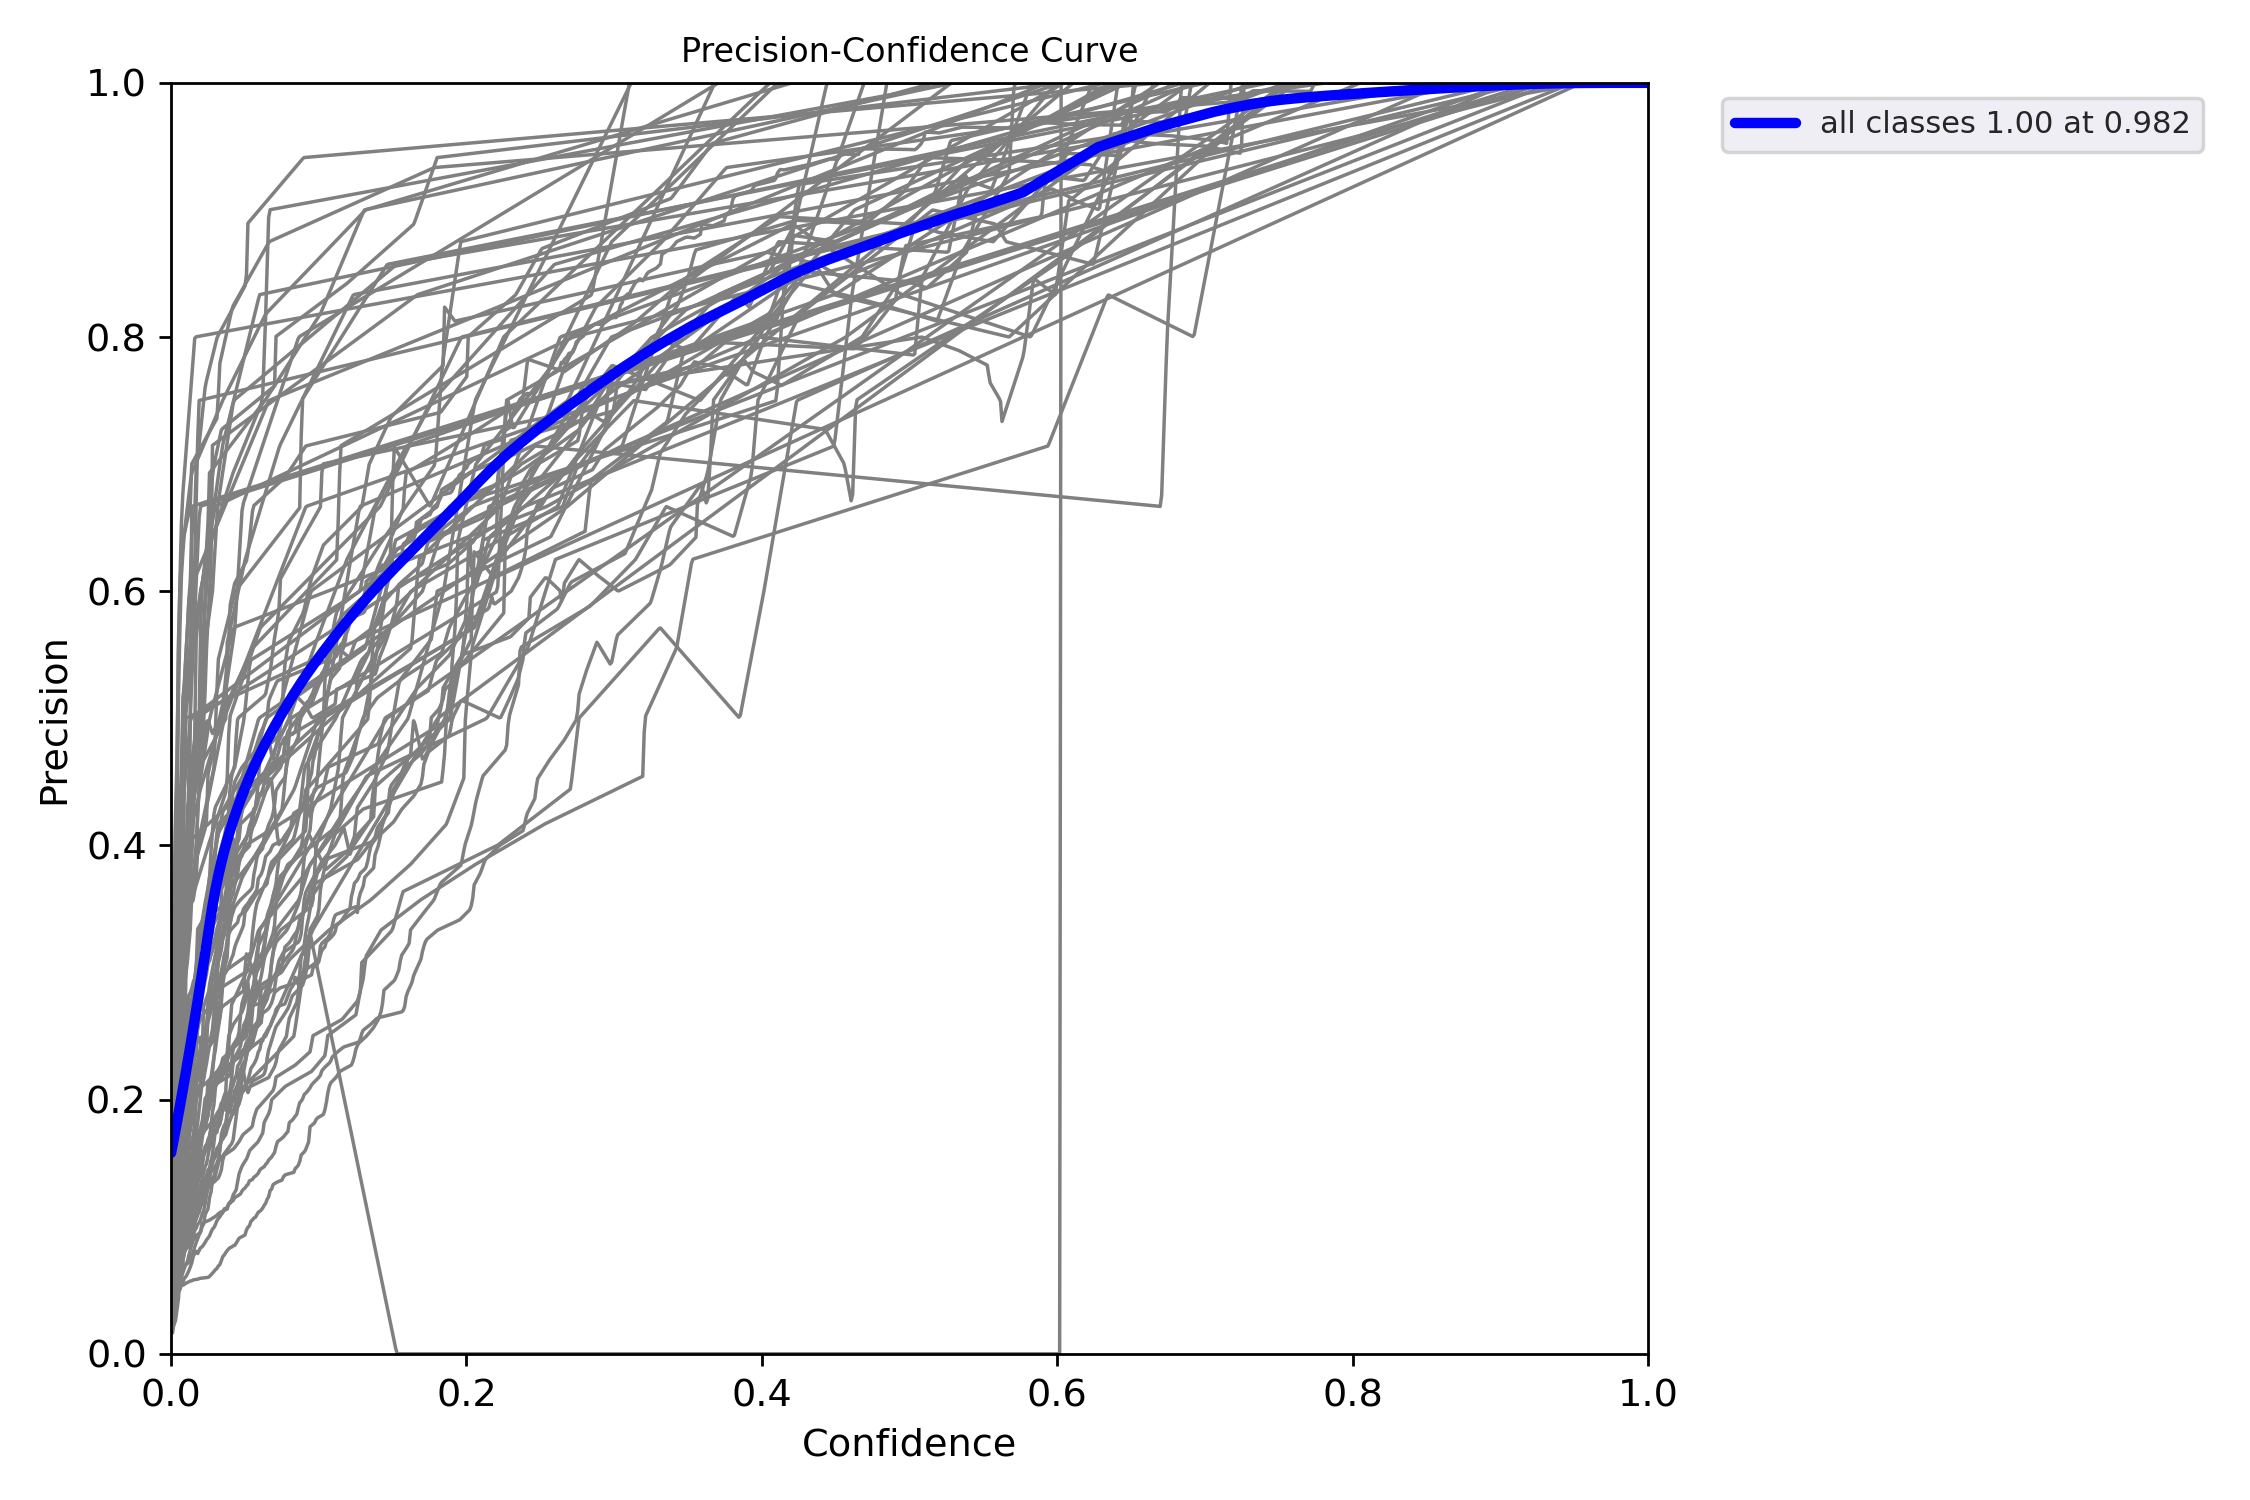 Precision-Confidence Curve
all classes 1.00 at 0.982
1.0
0.8
0.6
0.4
0.2
0.0
Precision
0.0 0.2 0.4 0.6 0.8 1.0
Confidence